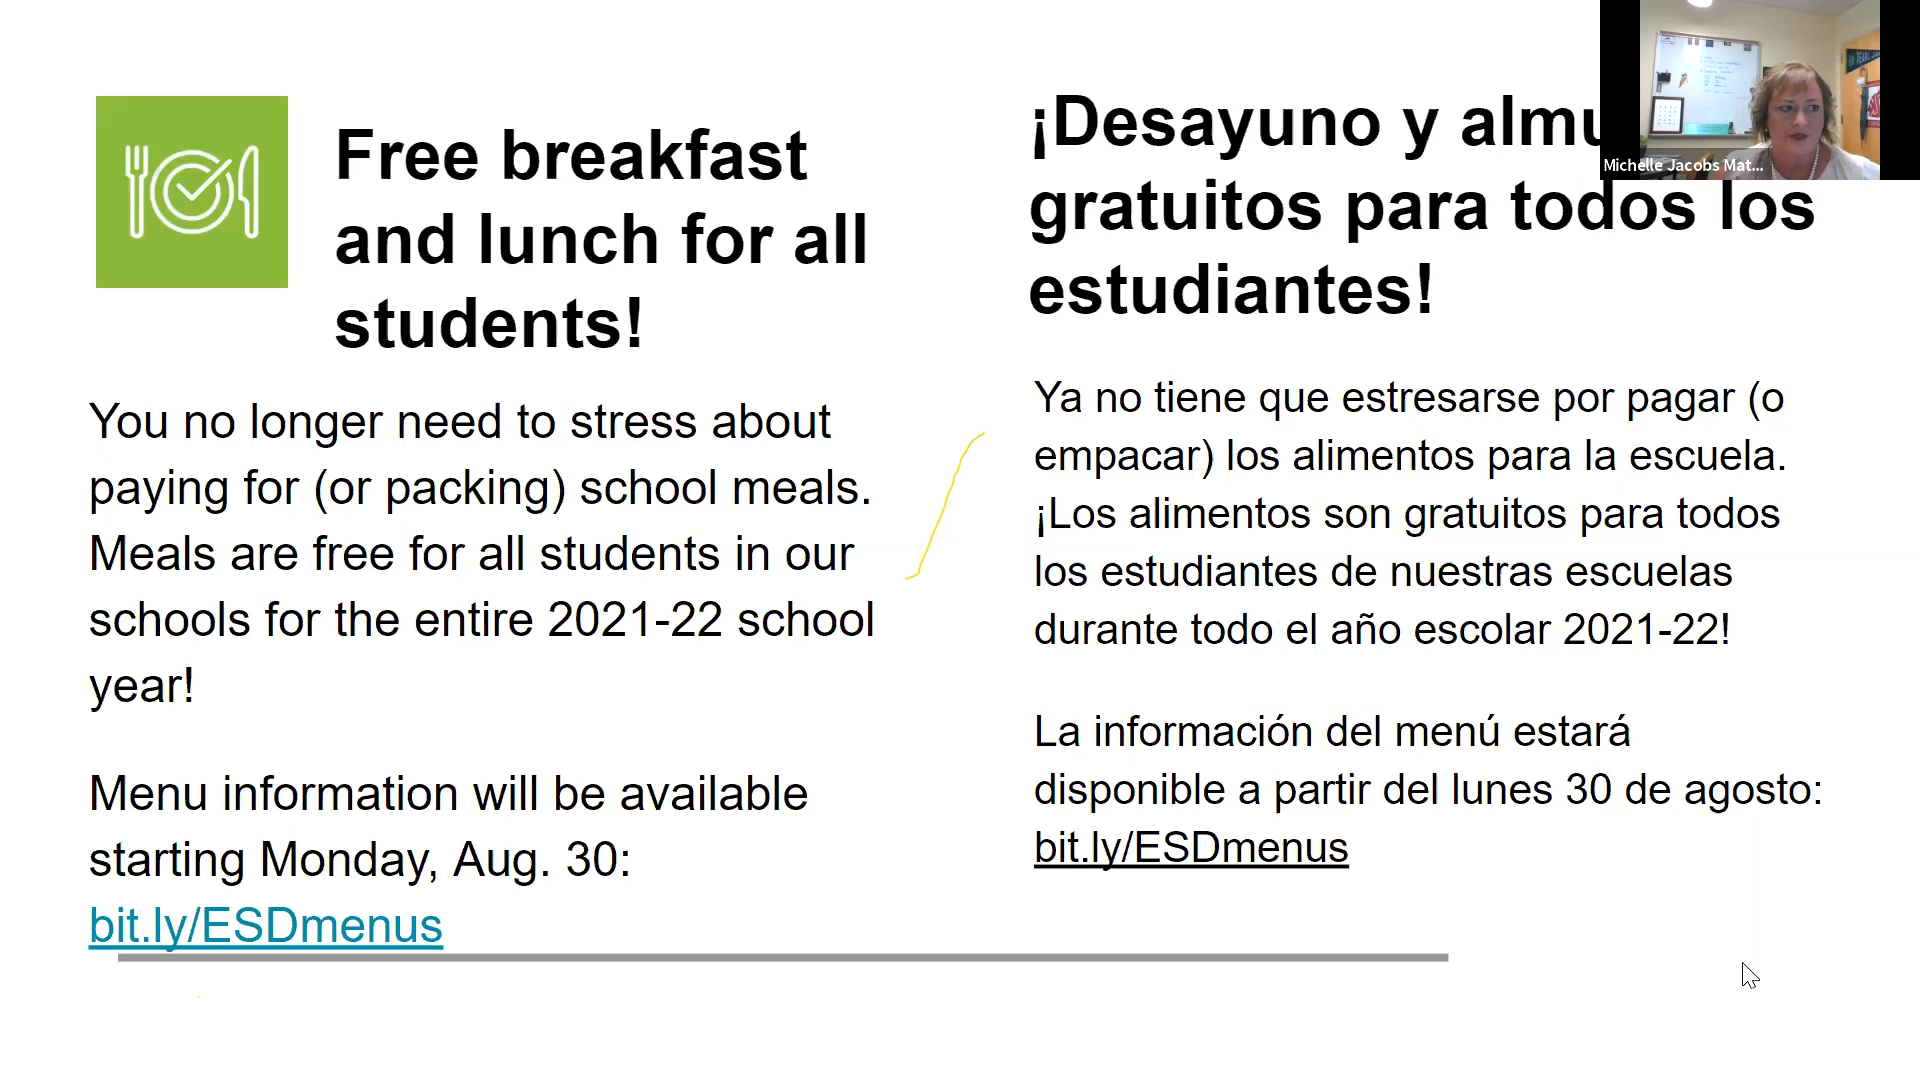 Free breakfast
and lunch for all
students!
You no longer need to stress about
paying for (or packing) school meals.
Meals are free for all students in our
schools for the entire 2021-22 school
year!
Menu information will be available
starting Monday, Aug. 30:
bit.ly/ESDmenus
¡Desayuno y
gratuitos para todos los
estudiantes!
Ya no tiene que estresarse por pagar (o
empacar) los alimentos para la escuela.
¡Los alimentos son gratuitos para todos
los estudiantes de nuestras escuelas
durante todo el año escolar 2021-22!
La información del menú estará
disponible a partir del lunes 30 de agosto:
bit.ly/ESDmenus
Michelle Jacobs Mat...